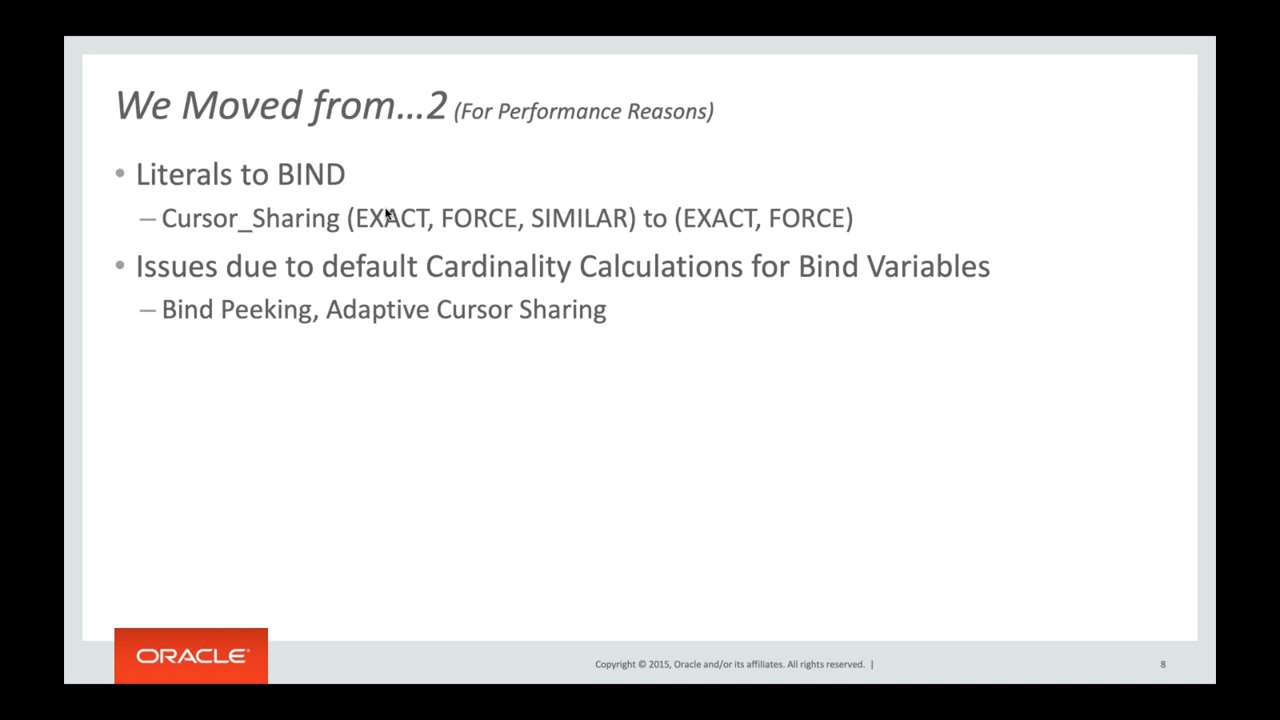 We Moved from...2 (For Performance Reasons)
• Literals to BIND
– Cursor_Sharing (EXACT, FORCE, SIMILAR) to (EXACT, FORCE)
• Issues due to default Cardinality Calculations for Bind Variables
– Bind Peeking, Adaptive Cursor Sharing
ORACLE®
Copyright © 2015, Oracle and/or its affiliates. All rights reserved. |
8